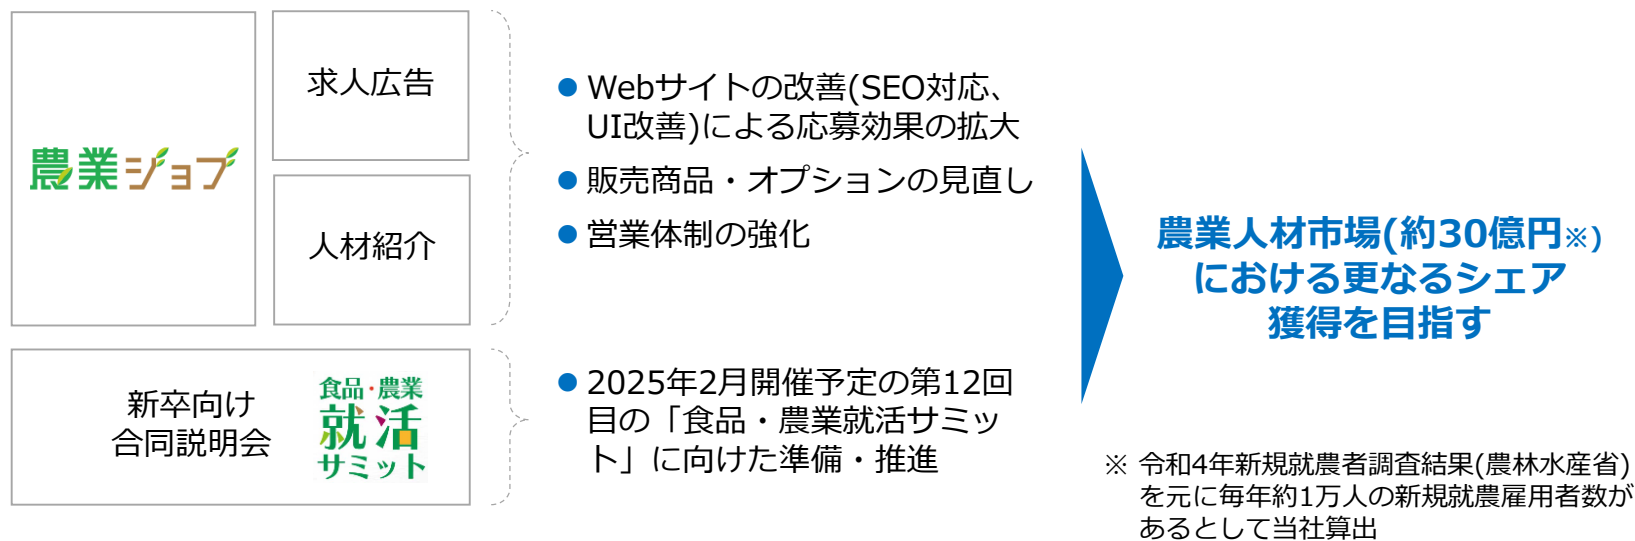 農業ジョブ
求人広告
人材紹介
Webサイトの改善(SEO対応、
UI改善)による応募効果の拡大
販売商品・オプションの見直し
営業体制の強化
新卒向け
合同説明会
食品・農業
就活
サミット
2025年2月開催予定の第12回
目の「食品・農業就活サミッ
ト」に向けた準備・推進
農業人材市場(約30億円※)
における更なるシェア
獲得を目指す
※ 令和4年新規就農者調査結果(農林水産省)
を元に毎年約1万人の新規就農雇用者数が
あるとして当社算出